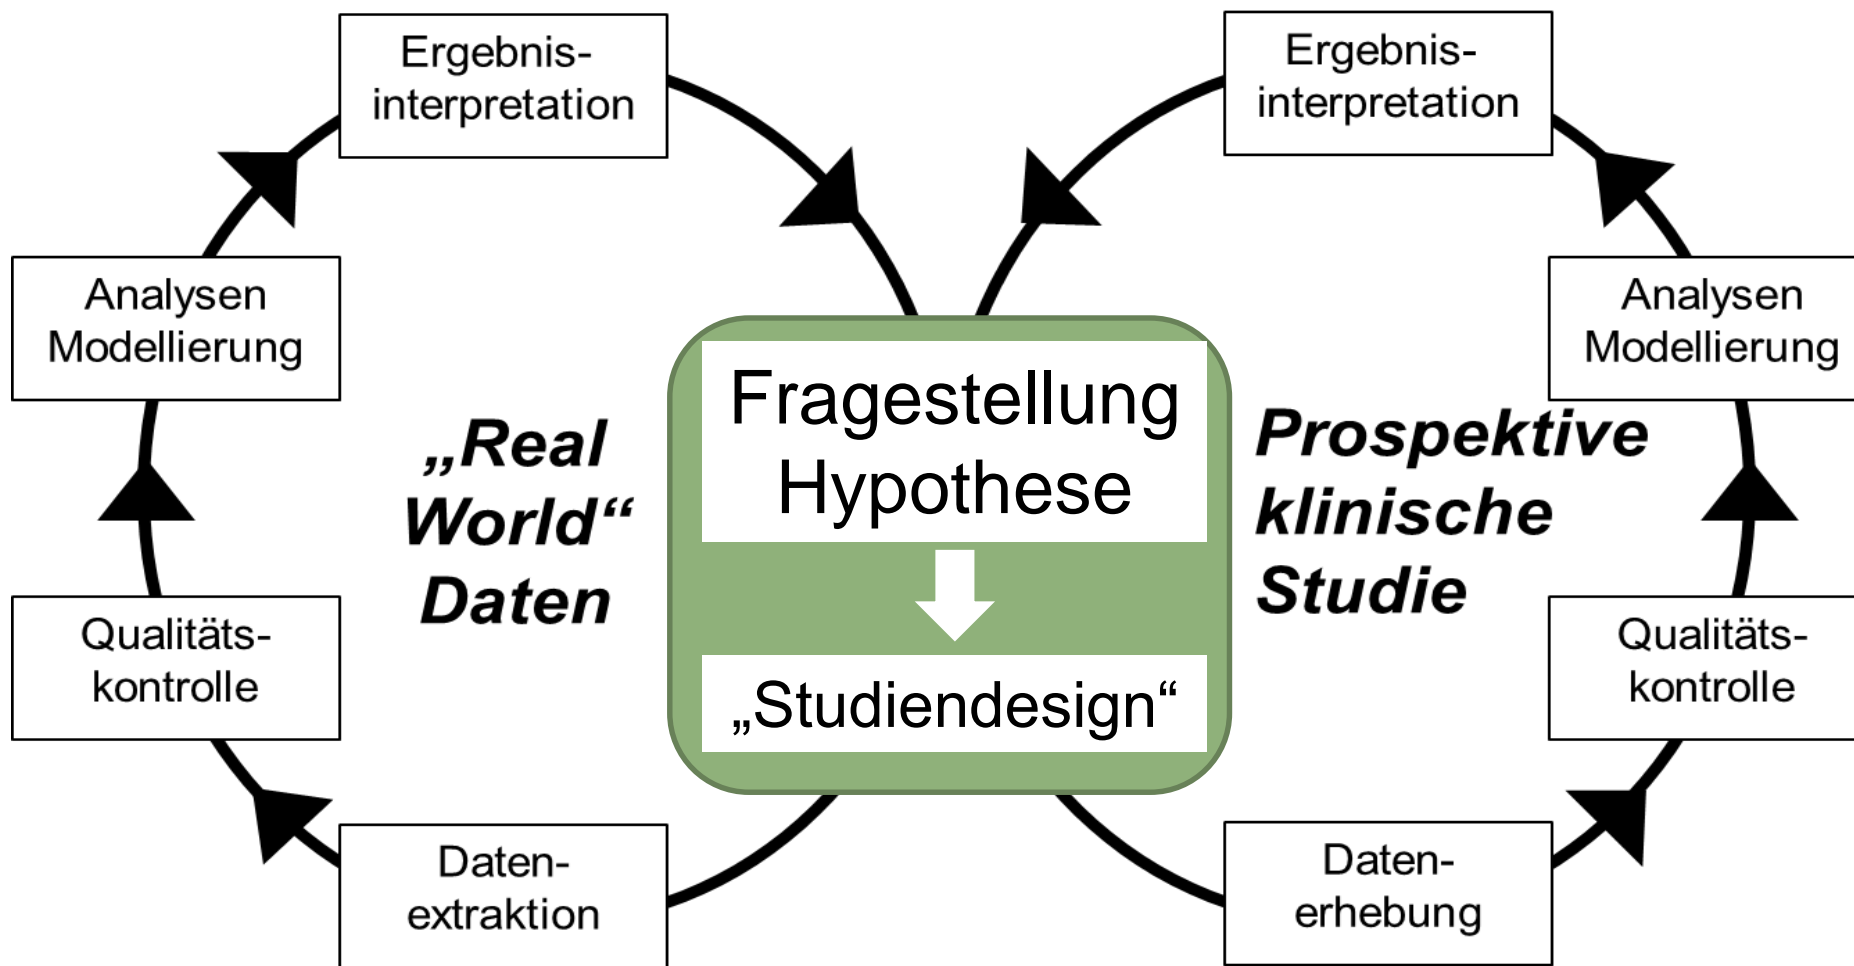 Ergebnis-
interpretation
Analysen
Modellierung
Qualitäts-
kontrolle
Daten-
extraktion
„Real
World“
Daten
Fragestellung
Hypothese
„Studiendesign“
Prospektive
klinische
Studie
Ergebnis-
interpretation
Analysen
Modellierung
Qualitäts-
kontrolle
Daten-
erhebung